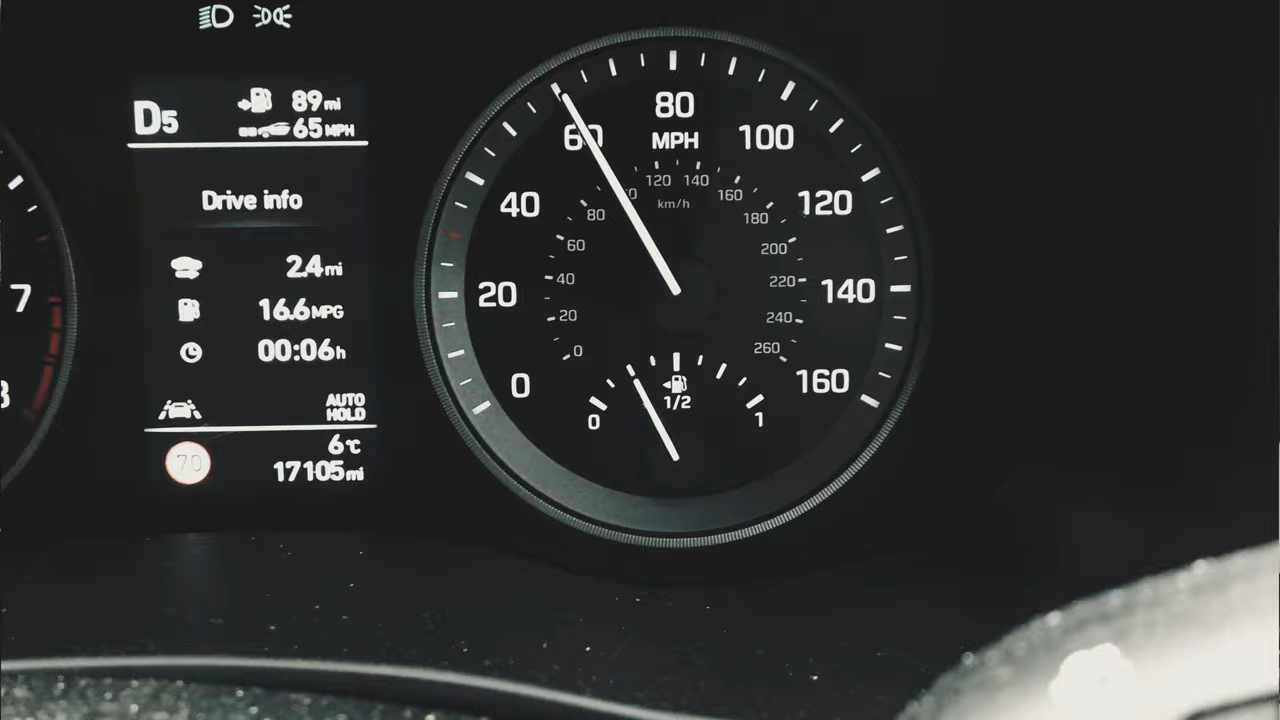 D5
89mi
65MPH
Drive info
2.4mi
16.6MPG
00:06h
AUTO
HOLD
6℃
70
17105mi
7
0
20
40
60
80
MPH
100
120
140
160
0
20
40
60
80
120
140
160
180
200
220
240
260
km/h
0
1/2
1